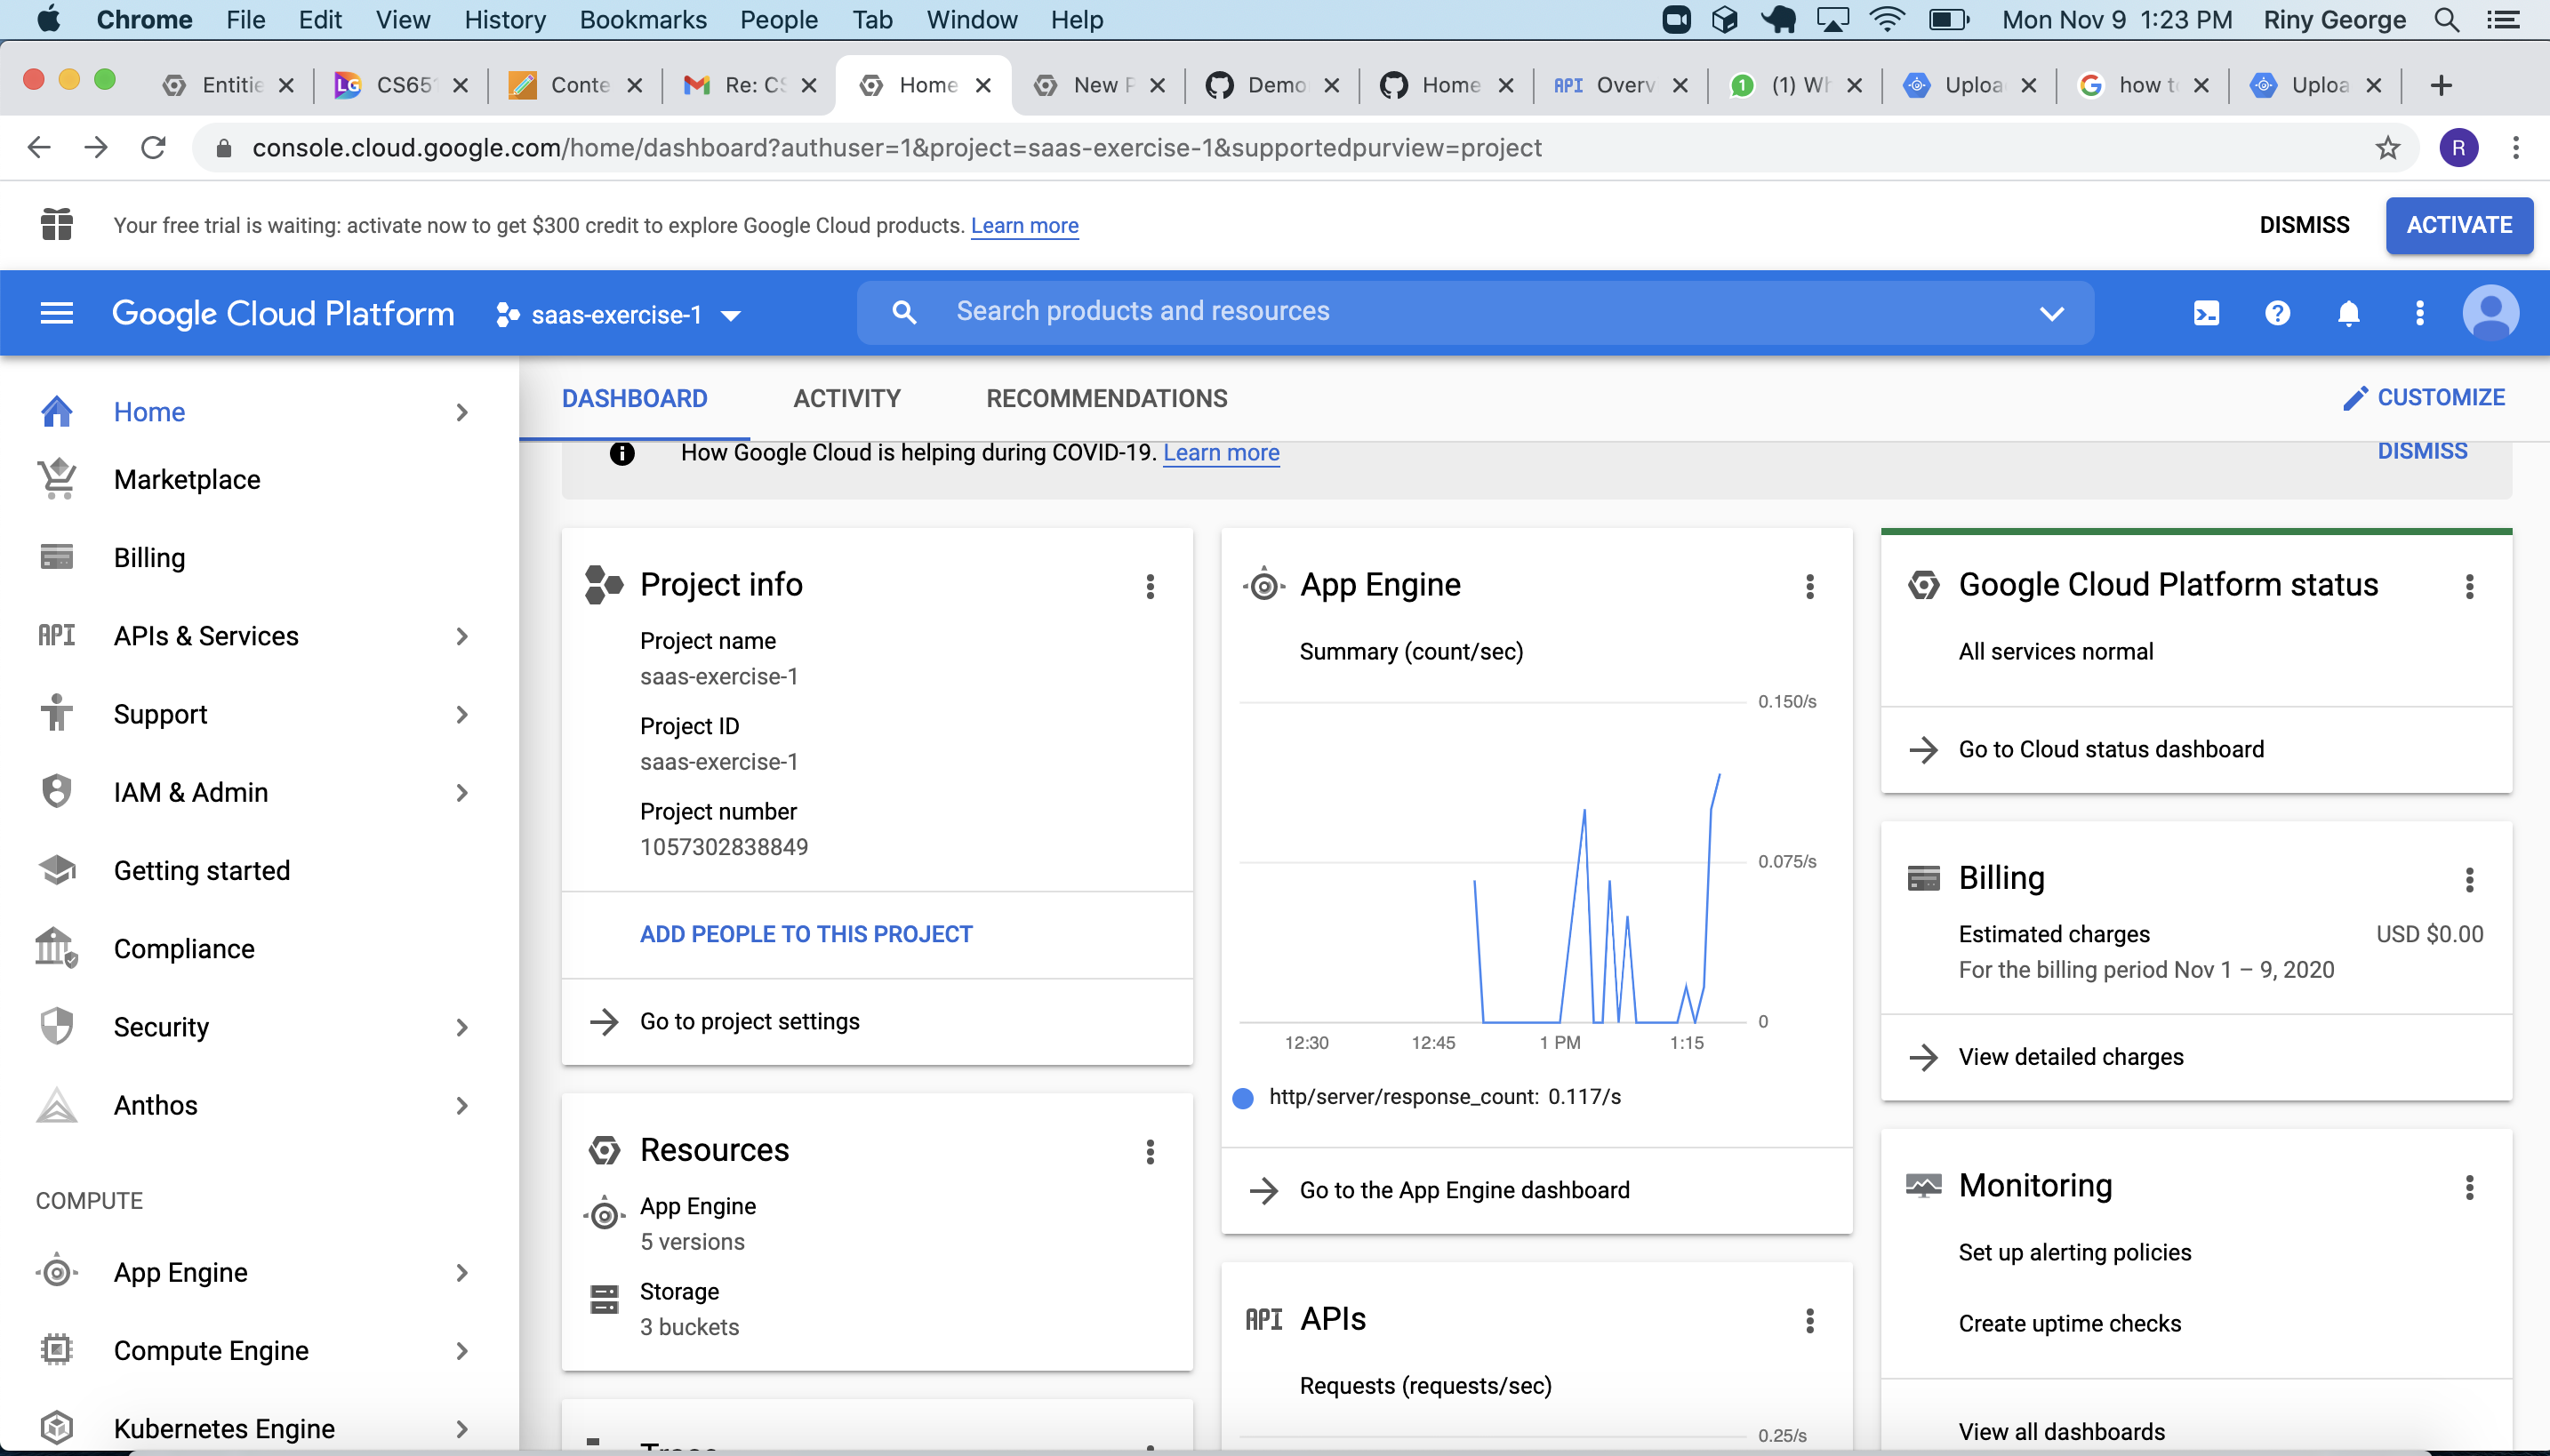 Chrome File Edit View History Bookmarks People Tab Window Help Mon Nov 9 1:23 PM Riny George
Entitie CS651 Conte Re: CS Home New P Demo Home API Overv 1 (1) Wh Uploa how to Uploa
console.cloud.google.com/home/dashboard?authuser=1&project=saas-exercise-1&supportedpurview=project R
Your free trial is waiting: activate now to get $300 credit to explore Google Cloud products. Learn more DISMISS ACTIVATE
Google Cloud Platform saas-exercise-1 Search products and resources
Home
Marketplace
Billing
API APIs & Services
Support
IAM & Admin
Getting started
Compliance
Security
Anthos
COMPUTE
App Engine
Compute Engine
Kubernetes Engine
DASHBOARD ACTIVITY RECOMMENDATIONS CUSTOMIZE
How Google Cloud is helping during COVID-19. Learn more DISMISS
Project info
Project name
saas-exercise-1
Project ID
saas-exercise-1
Project number
1057302838849
ADD PEOPLE TO THIS PROJECT
Go to project settings
Resources
App Engine
5 versions
Storage
3 buckets
App Engine
Summary (count/sec)
0.150/s
0.075/s
0
12:30 12:45 1 PM 1:15
http/server/response_count: 0.117/s
Go to the App Engine dashboard
API APIs
Requests (requests/sec)
0.25/s
Google Cloud Platform status
All services normal
Go to Cloud status dashboard
Billing
Estimated charges USD $0.00
For the billing period Nov 1 – 9, 2020
View detailed charges
Monitoring
Set up alerting policies
Create uptime checks
View all dashboards